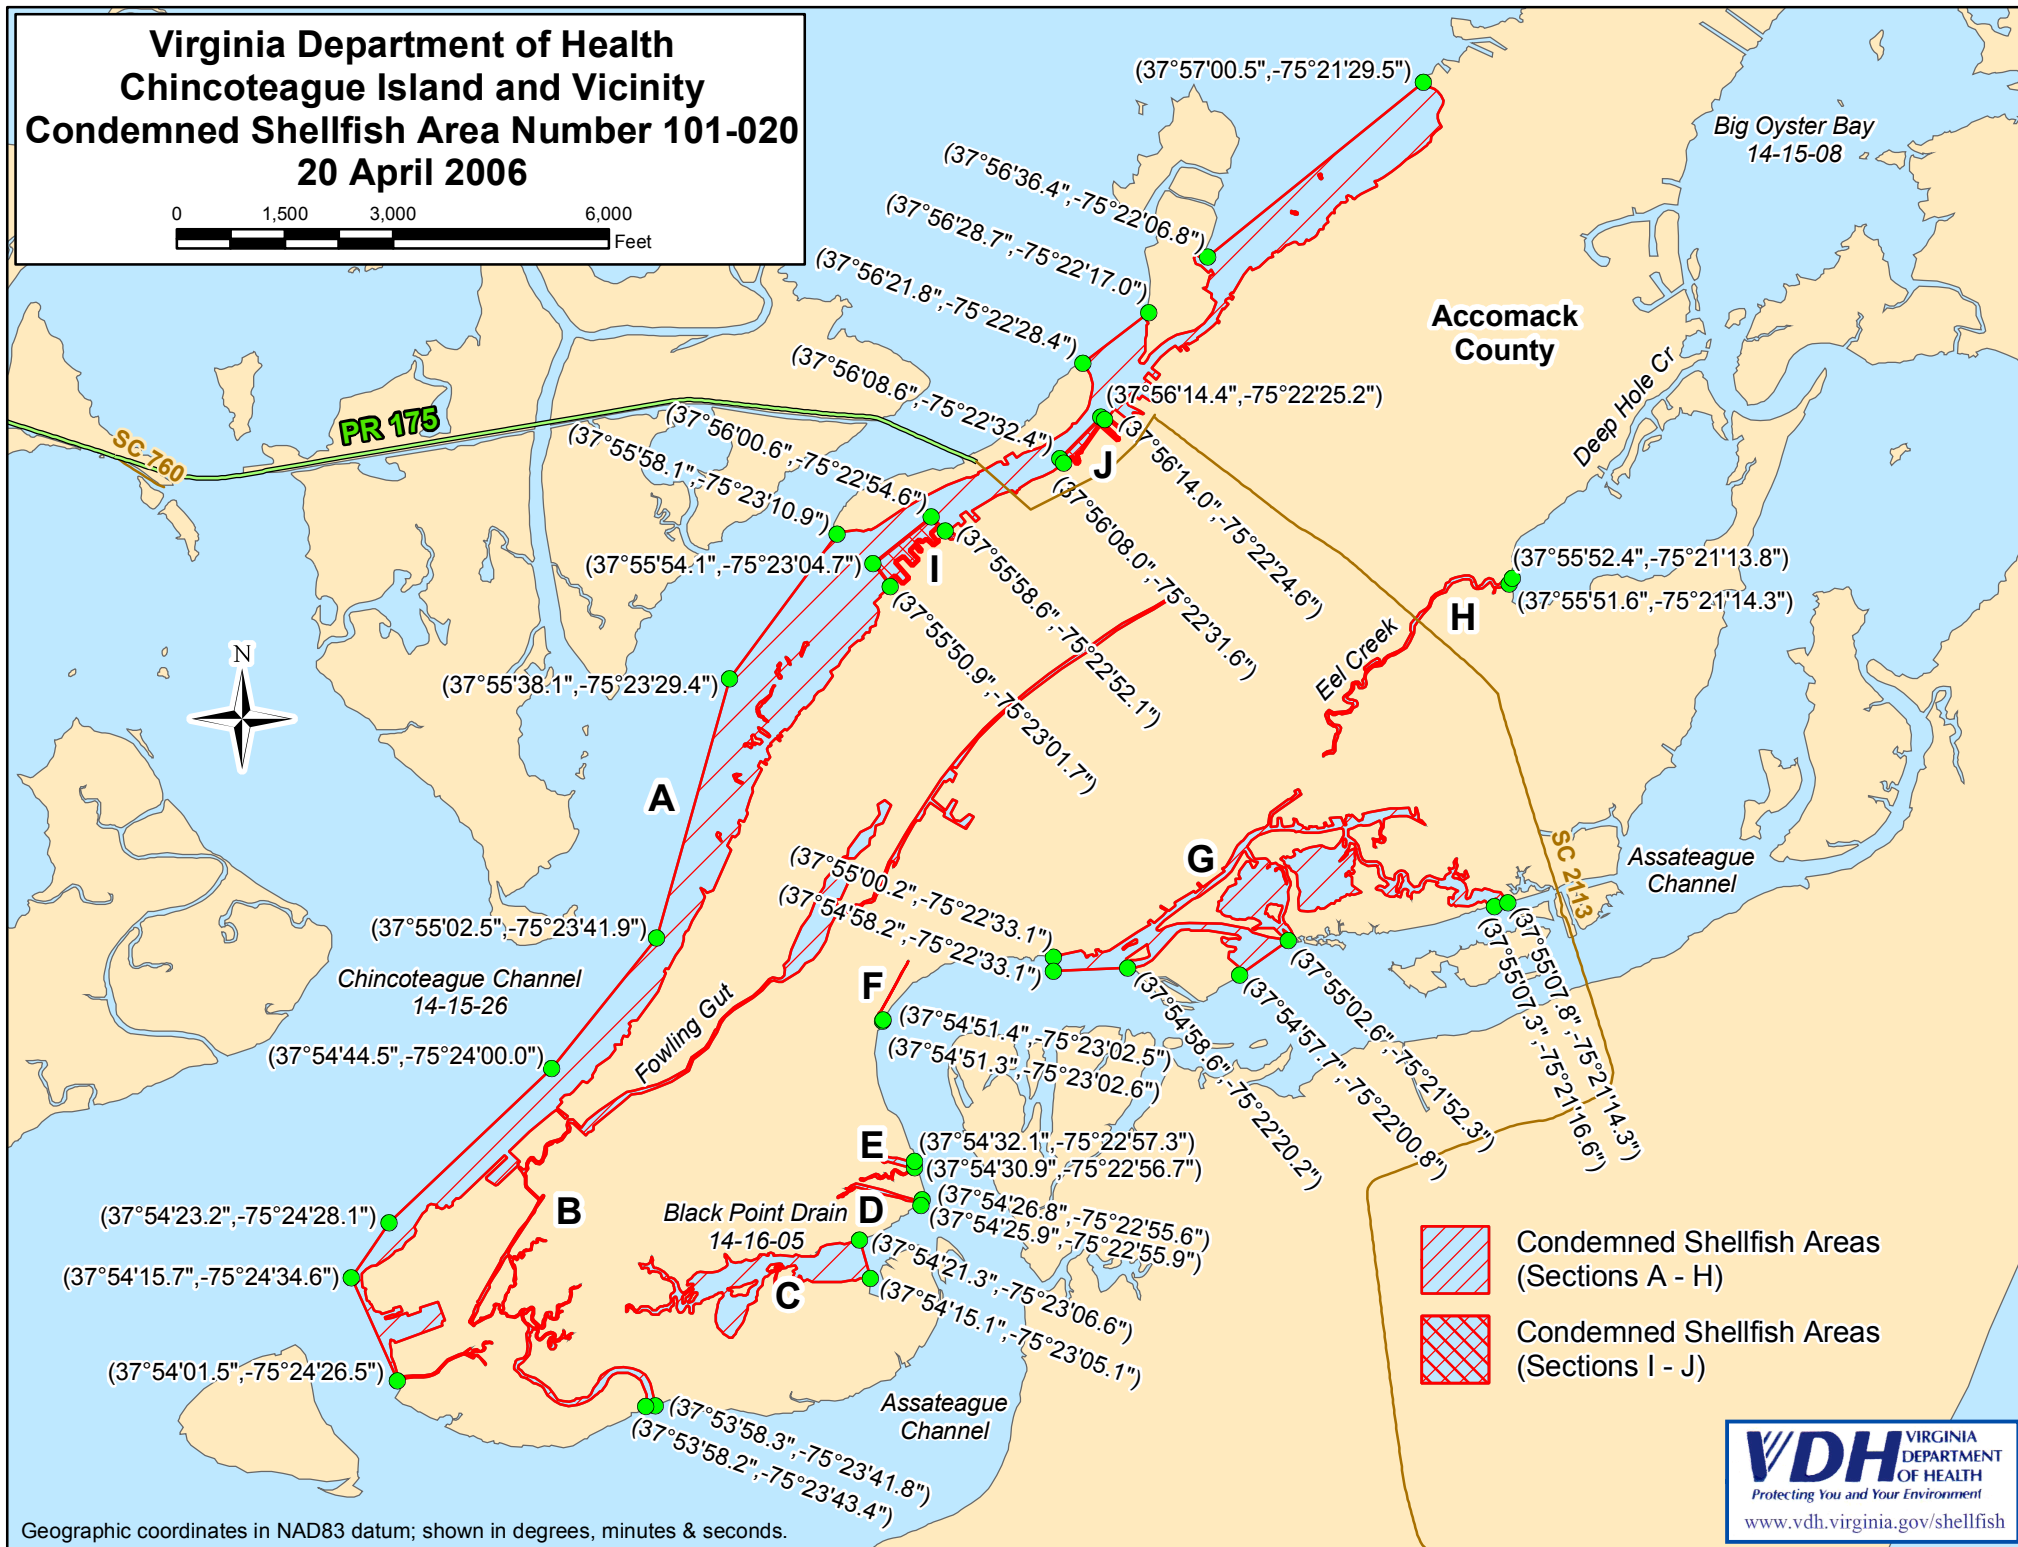 Virginia Department of Health
Chincoteague Island and Vicinity
Condemned Shellfish Area Number 101-020
20 April 2006
0 1,500 3,000 6,000
Feet
(37°57'00.5",-75°21'29.5")
Big Oyster Bay
14-15-08
(37°56'36.4",-75°22'06.8")
(37°56'28.7",-75°22'17.0")
(37°56'21.8",-75°22'28.4")
Accomack
County
(37°56'08.6",-75°22'32.4")
(37°56'14.4",-75°22'25.2")
Deep Hole Cr
PR 175
SC 760
(37°56'00.6",-75°22'54.6")
(37°55'58.1",-75°23'10.9")
J
(37°56'14.0",-75°22'24.6")
(37°56'08.0",-75°22'31.6")
(37°55'54.1",-75°23'04.7")
I
(37°55'58.6",-75°22'52.1")
(37°55'50.9",-75°23'01.7")
(37°55'52.4",-75°21'13.8")
(37°55'51.6",-75°21'14.3")
H
Eel Creek
N
(37°55'38.1",-75°23'29.4")
A
G
SC 2113
Assateague
Channel
(37°55'00.2",-75°22'33.1")
(37°54'58.2",-75°22'33.1")
(37°55'02.5",-75°23'41.9")
Chincoteague Channel
14-15-26
F
(37°54'51.4",-75°23'02.5")
(37°54'51.3",-75°23'02.6")
(37°54'58.6",-75°22'20.2")
(37°54'57.7",-75°22'00.8")
(37°55'02.6",-75°21'52.3")
(37°55'07.3",-75°21'16.6")
(37°55'07.8",-75°21'14.3")
Fowling Gut
(37°54'44.5",-75°24'00.0")
E
(37°54'32.1",-75°22'57.3")
(37°54'30.9",-75°22'56.7")
D
(37°54'26.8",-75°22'55.6")
(37°54'25.9",-75°22'55.9")
B
Black Point Drain
14-16-05
(37°54'23.2",-75°24'28.1")
(37°54'15.7",-75°24'34.6")
C
(37°54'21.3",-75°23'06.6")
(37°54'15.1",-75°23'05.1")
(37°54'01.5",-75°24'26.5")
(37°53'58.3",-75°23'41.8")
(37°53'58.2",-75°23'43.4")
Assateague
Channel
Condemned Shellfish Areas
(Sections A - H)
Condemned Shellfish Areas
(Sections I - J)
VDH VIRGINIA
DEPARTMENT
OF HEALTH
Protecting You and Your Environment
www.vdh.virginia.gov/shellfish
Geographic coordinates in NAD83 datum; shown in degrees, minutes & seconds.